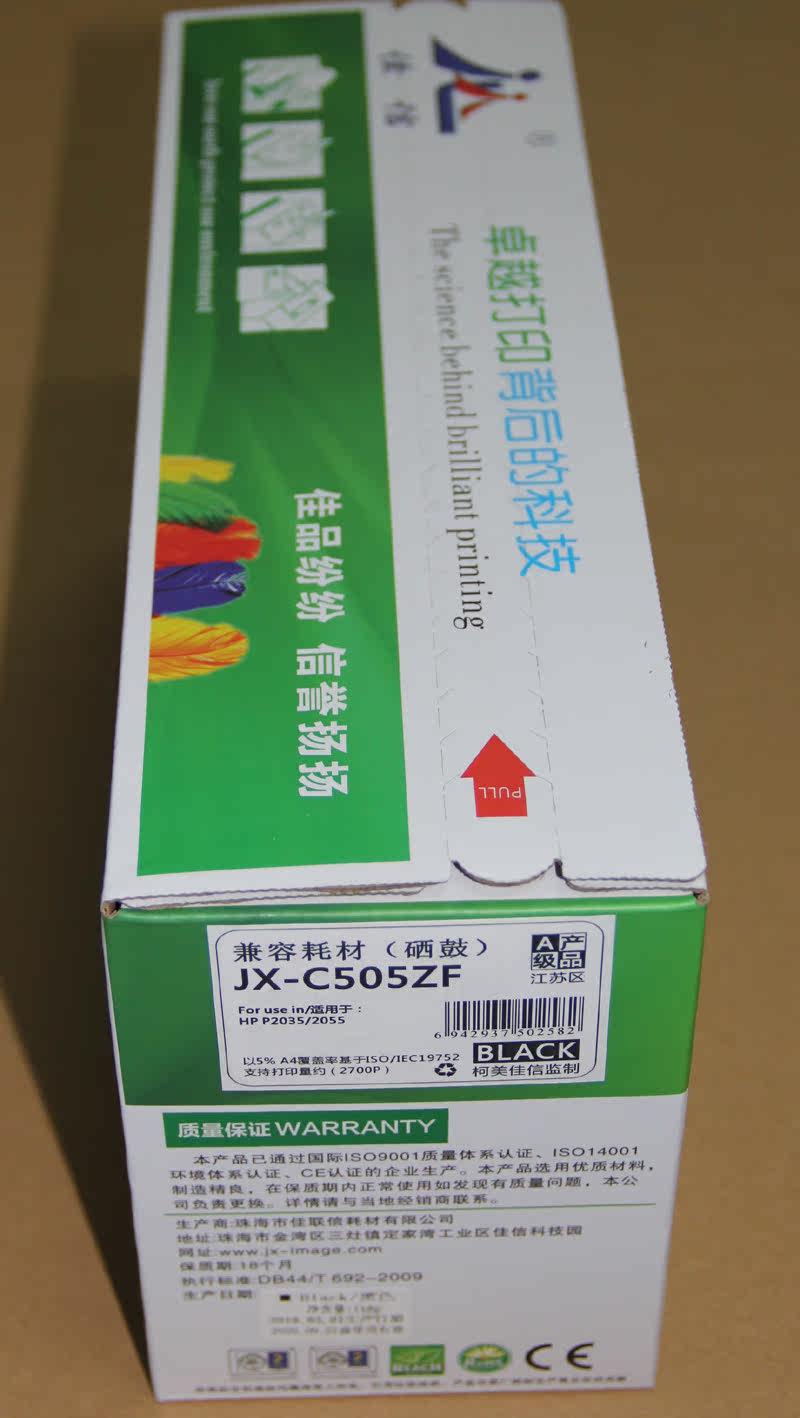 佳信
®
卓越打印背后的科技
The science behind brilliant printing
佳品纷纷 信誉扬扬
PULL
兼容耗材（硒鼓）
JX-C505ZF
A级产品
江苏区
For use in/适用于：
HP P2035/2055
6 942937 502582
以5% A4覆盖率基于ISO/IEC19752
支持打印量约（2700P）
BLACK
柯美佳信监制
质量保证 WARRANTY
本产品已通过国际ISO9001质量体系认证、ISO14001
环境体系认证、CE认证的企业生产。本产品选用优质材料，
制造精良，在保质期内正常使用如发现有质量问题，本公
司负责更换。详情请与当地经销商联系。
生产商:珠海市佳联信耗材有限公司
地址:珠海市金湾区三灶镇定家湾工业区佳信科技园
网址:www.jx-image.com
保质期:18个月
执行标准:DB44/T 692-2009
生产日期:
■ Black/黑色
REACH
RoHS
CE